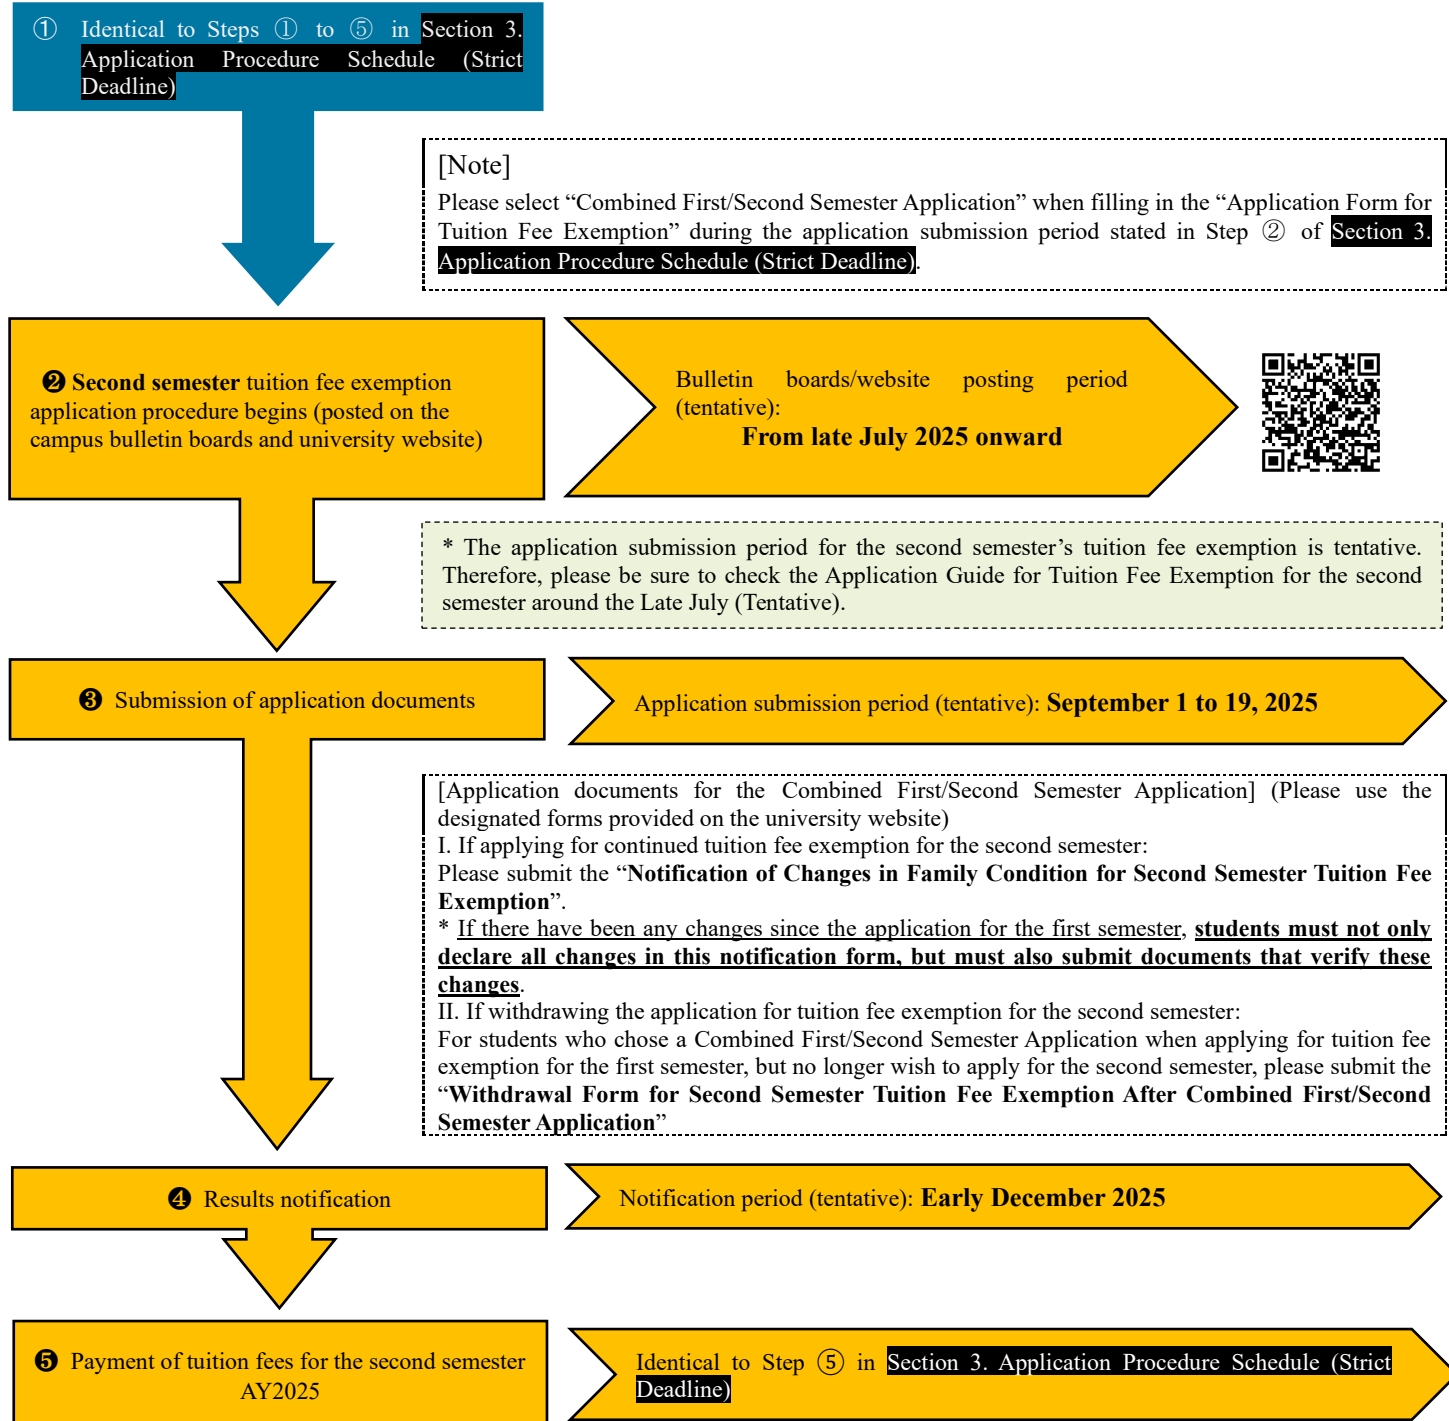 ① Identical to Steps ① to ⑤ in Section 3.
Application Procedure Schedule (Strict
Deadline)
[Note]
Please select “Combined First/Second Semester Application” when filling in the “Application Form for
Tuition Fee Exemption” during the application submission period stated in Step ② of Section 3.
Application Procedure Schedule (Strict Deadline).
❷ Second semester tuition fee exemption
application procedure begins (posted on the
campus bulletin boards and university website)
Bulletin boards/website posting period
(tentative):
From late July 2025 onward
* The application submission period for the second semester’s tuition fee exemption is tentative.
Therefore, please be sure to check the Application Guide for Tuition Fee Exemption for the second
semester around the Late July (Tentative).
❸ Submission of application documents
Application submission period (tentative): September 1 to 19, 2025
[Application documents for the Combined First/Second Semester Application] (Please use the
designated forms provided on the university website)
I. If applying for continued tuition fee exemption for the second semester:
Please submit the “Notification of Changes in Family Condition for Second Semester Tuition Fee
Exemption”.
* If there have been any changes since the application for the first semester, students must not only
declare all changes in this notification form, but must also submit documents that verify these
changes.
II. If withdrawing the application for tuition fee exemption for the second semester:
For students who chose a Combined First/Second Semester Application when applying for tuition fee
exemption for the first semester, but no longer wish to apply for the second semester, please submit the
“Withdrawal Form for Second Semester Tuition Fee Exemption After Combined First/Second
Semester Application”
❹ Results notification
Notification period (tentative): Early December 2025
❺ Payment of tuition fees for the second semester
AY2025
Identical to Step ⑤ in Section 3. Application Procedure Schedule (Strict
Deadline)